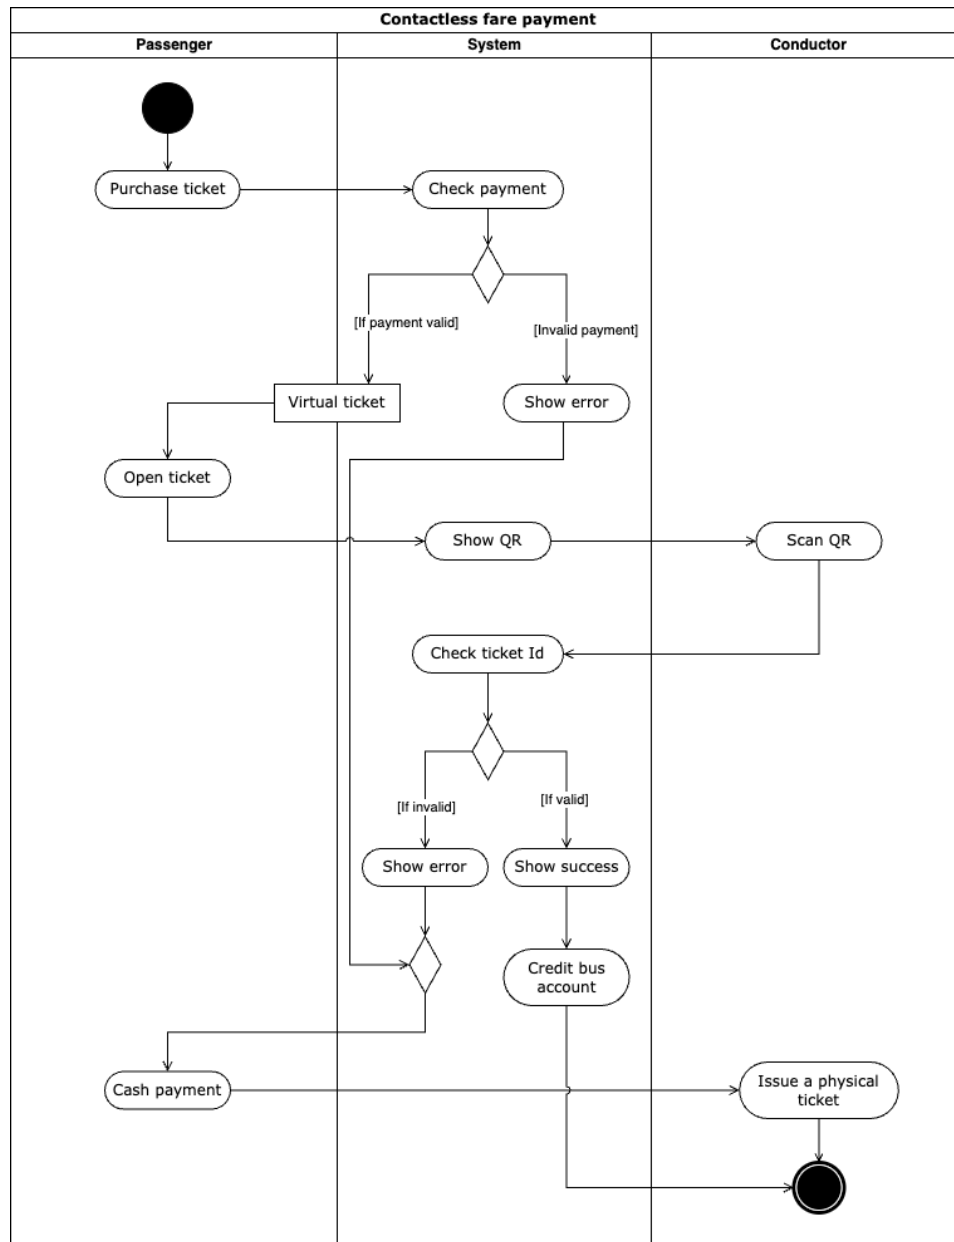 Contactless fare payment
Passenger
System
Conductor
Purchase ticket
Check payment
[If payment valid]
[Invalid payment]
Virtual ticket
Show error
Open ticket
Show QR
Scan QR
Check ticket Id
[If invalid]
[If valid]
Show error
Show success
Credit bus
account
Cash payment
Issue a physical
ticket